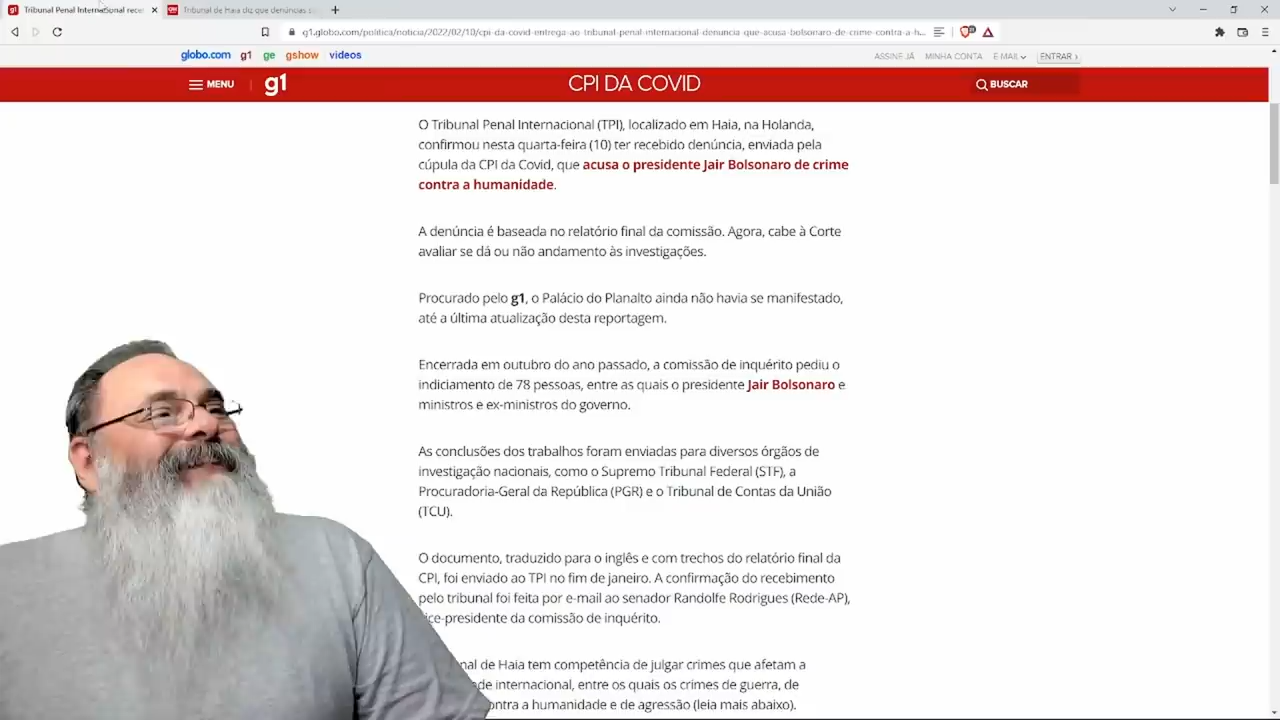 Tribunal Penal Internacional rece
Tribunal de Haia diz que denúncias s
g1.globo.com/politica/noticia/2022/02/10/cpi-da-covid-entrega-ao-tribunal-penal-internacional-denuncia-que-acusa-bolsonaro-de-crime-contra-a-h...
globo.com g1 ge gshow videos
ASSINE JÁ MINHA CONTA E-MAIL ENTRAR ›
MENU g1 CPI DA COVID BUSCAR
O Tribunal Penal Internacional (TPI), localizado em Haia, na Holanda,
confirmou nesta quarta-feira (10) ter recebido denúncia, enviada pela
cúpula da CPI da Covid, que acusa o presidente Jair Bolsonaro de crime
contra a humanidade.
A denúncia é baseada no relatório final da comissão. Agora, cabe à Corte
avaliar se dá ou não andamento às investigações.
Procurado pelo g1, o Palácio do Planalto ainda não havia se manifestado,
até a última atualização desta reportagem.
Encerrada em outubro do ano passado, a comissão de inquérito pediu o
indiciamento de 78 pessoas, entre as quais o presidente Jair Bolsonaro e
ministros e ex-ministros do governo.
As conclusões dos trabalhos foram enviadas para diversos órgãos de
investigação nacionais, como o Supremo Tribunal Federal (STF), a
Procuradoria-Geral da República (PGR) e o Tribunal de Contas da União
(TCU).
O documento, traduzido para o inglês e com trechos do relatório final da
CPI, foi enviado ao TPI no fim de janeiro. A confirmação do recebimento
pelo tribunal foi feita por e-mail ao senador Randolfe Rodrigues (Rede-AP),
ice-presidente da comissão de inquérito.
nal de Haia tem competência de julgar crimes que afetam a
de internacional, entre os quais os crimes de guerra, de
ontra a humanidade e de agressão (leia mais abaixo).